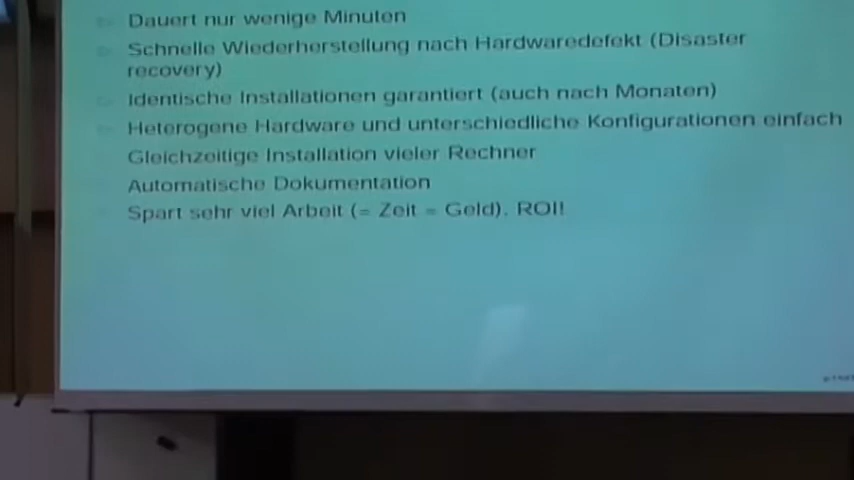 Dauert nur wenige Minuten
Schnelle Wiederherstellung nach Hardwaredefekt (Disaster
recovery)
Identische Installationen garantiert (auch nach Monaten)
Heterogene Hardware und unterschiedliche Konfigurationen einfach
Gleichzeitige Installation vieler Rechner
Automatische Dokumentation
Spart sehr viel Arbeit (= Zeit = Geld). ROI!